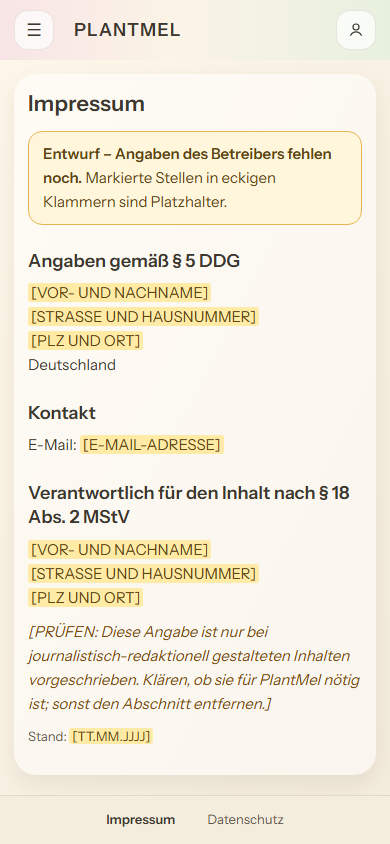 PLANTMEL
Impressum
Entwurf – Angaben des Betreibers fehlen
noch. Markierte Stellen in eckigen
Klammern sind Platzhalter.
Angaben gemäß § 5 DDG
[VOR- UND NACHNAME]
[STRASSE UND HAUSNUMMER]
[PLZ UND ORT]
Deutschland
Kontakt
E-Mail: [E-MAIL-ADRESSE]
Verantwortlich für den Inhalt nach § 18
Abs. 2 MStV
[VOR- UND NACHNAME]
[STRASSE UND HAUSNUMMER]
[PLZ UND ORT]
[PRÜFEN: Diese Angabe ist nur bei
journalistisch-redaktionell gestalteten Inhalten
vorgeschrieben. Klären, ob sie für PlantMel nötig
ist; sonst den Abschnitt entfernen.]
Stand: [TT.MM.JJJJ]
Impressum Datenschutz